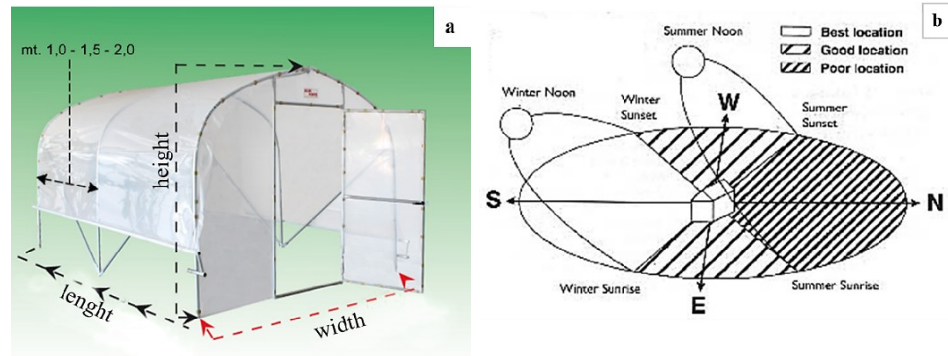 a
mt. 1,0 - 1,5 - 2,0
height
lenght
width
b
Summer Noon
Best location
Good location
Poor location
Winter Noon
Winter
Sunset
W
Summer
Sunset
S
N
Winter Sunrise
E
Summer Sunrise